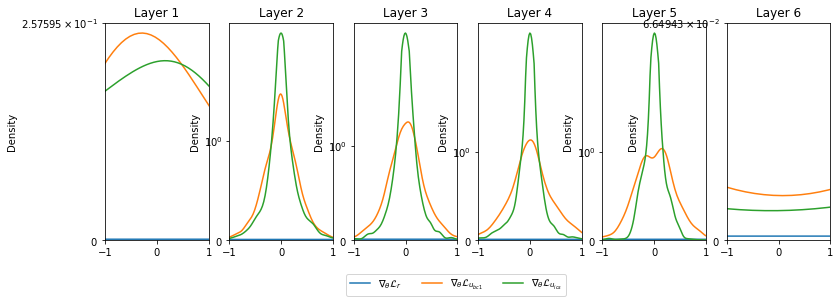 Layer 1 Layer 2 Layer 3 Layer 4 Layer 5 Layer 6
2.57595 × 10⁻¹ 6.64943 × 10⁻²
Density Density Density Density Density Density
10⁰ 10⁰ 10⁰ 10⁰
0 0 0 0 0 0
−1 0 1 −1 0 1 −1 0 1 −1 0 1 −1 0 1 −1 0 1
∇θℒr ∇θℒu_bc1 ∇θℒu_ics